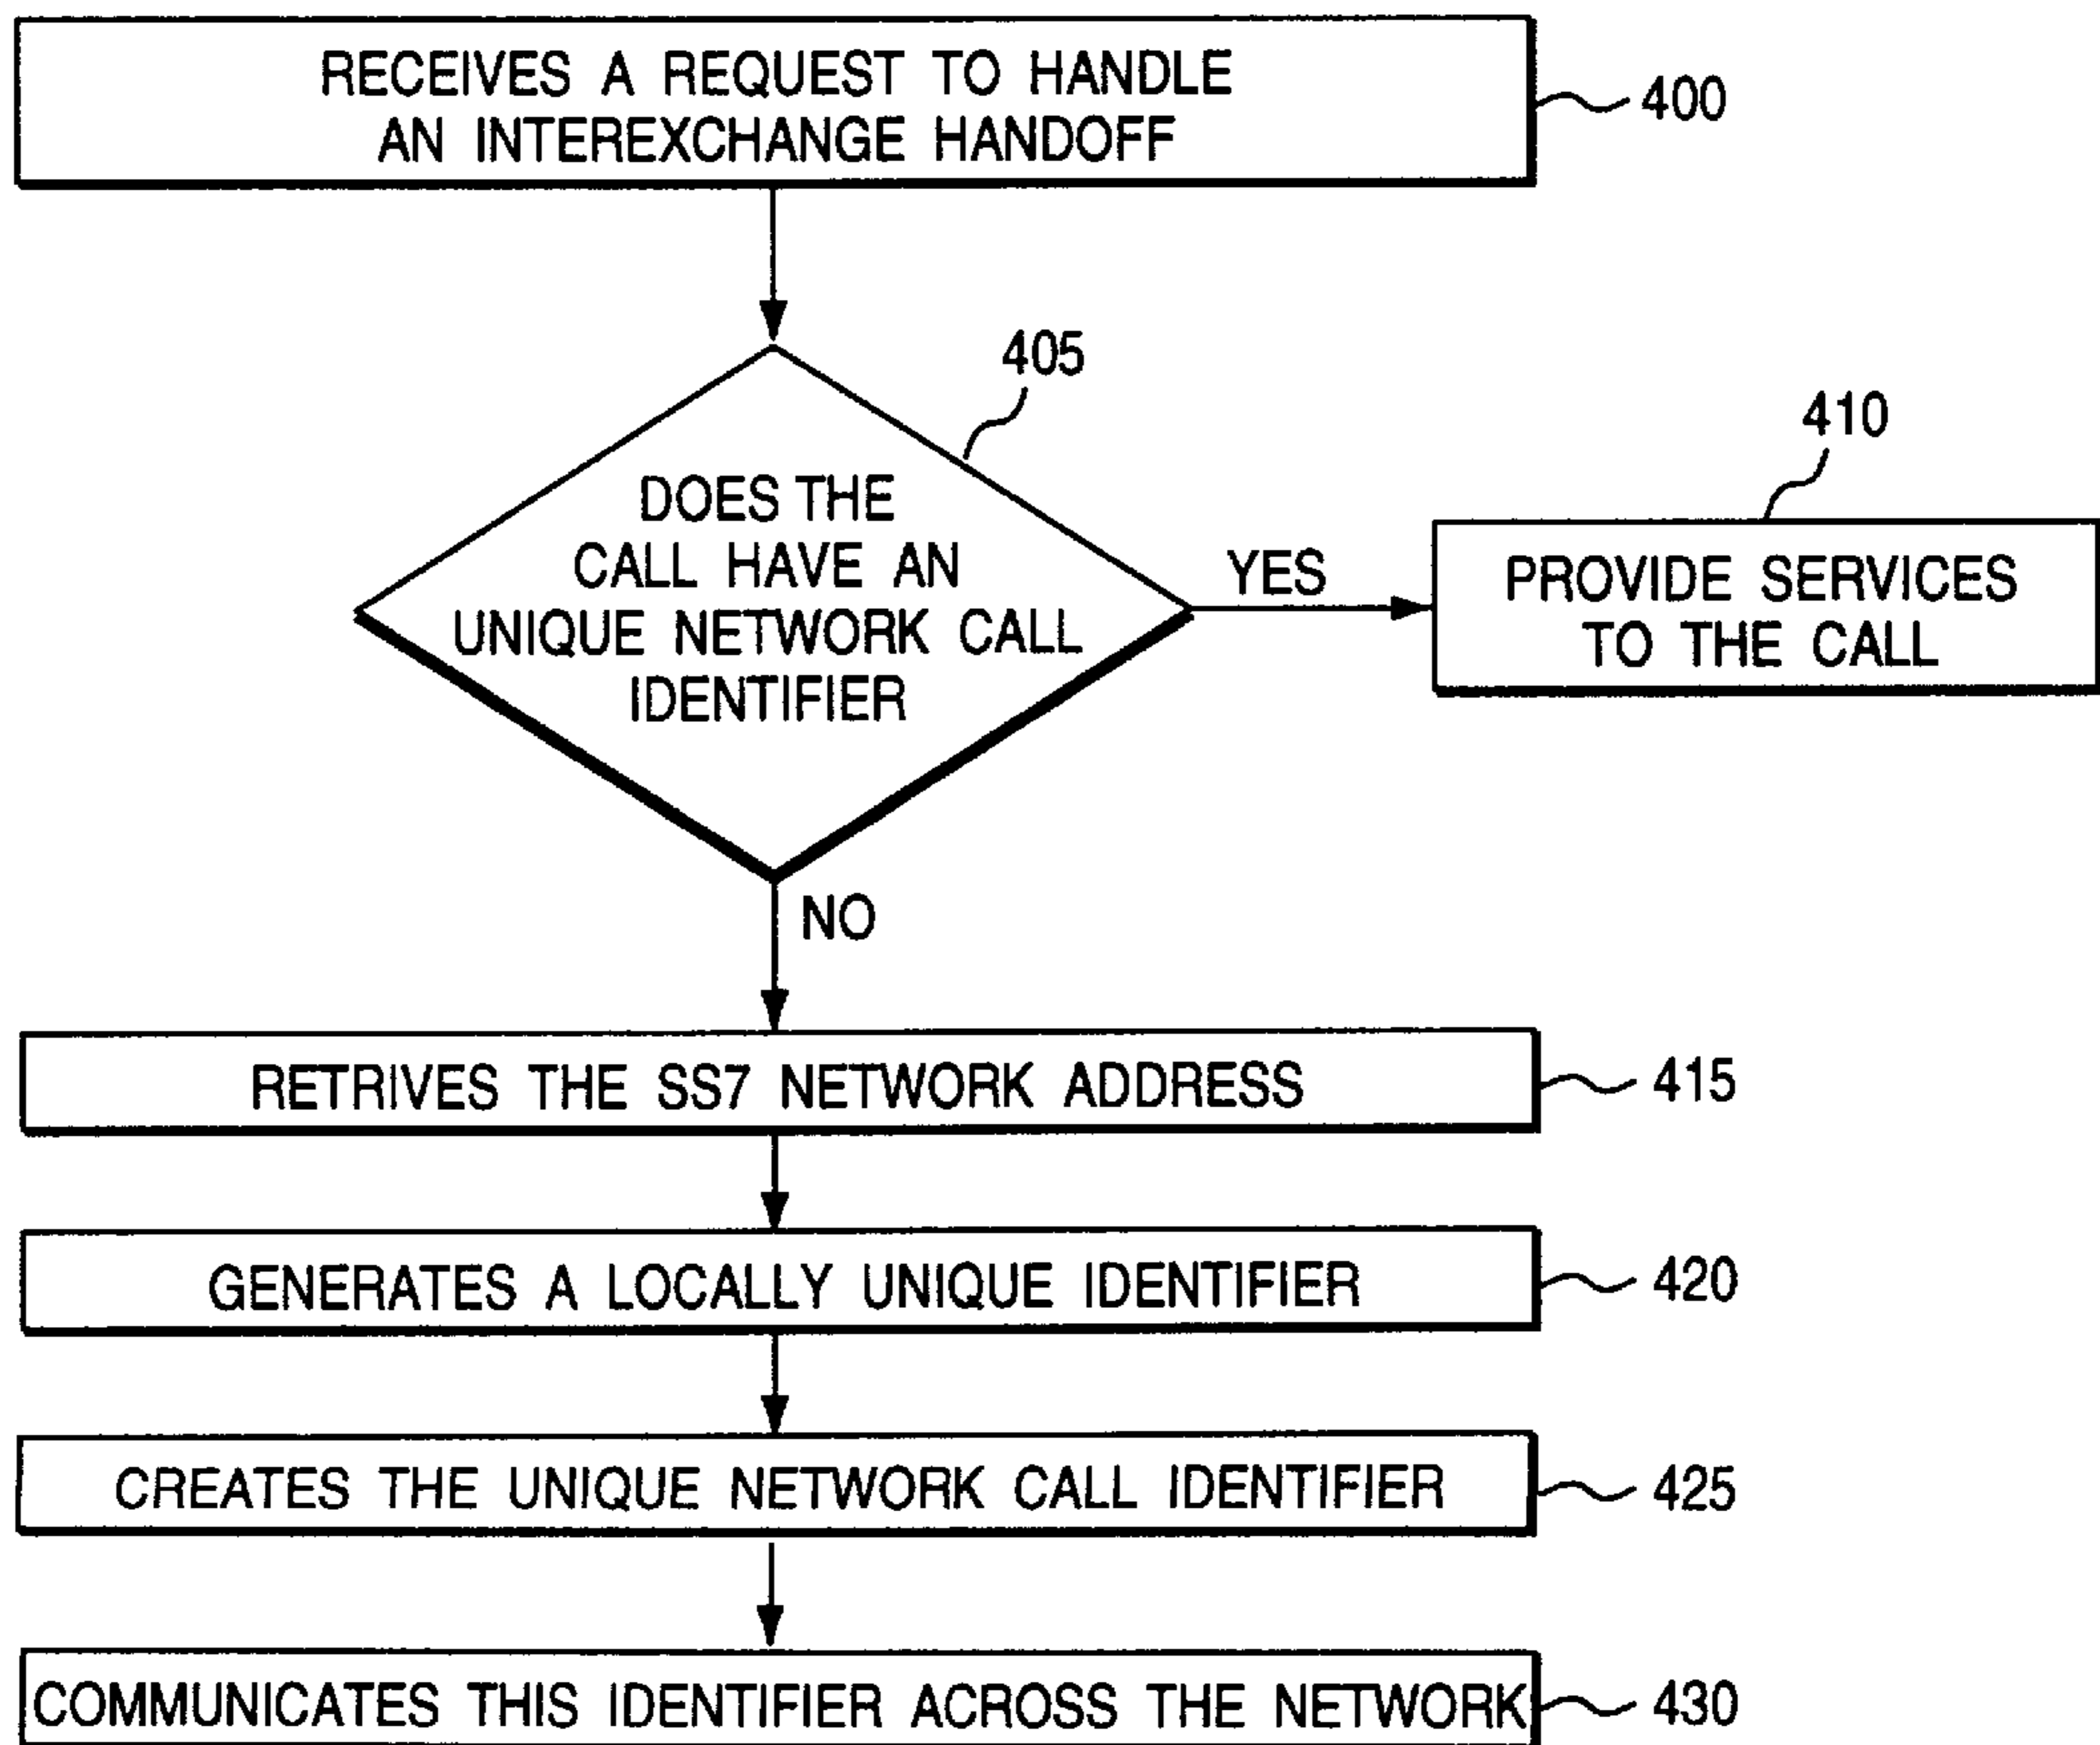 RECEIVES A REQUEST TO HANDLE
AN INTEREXCHANGE HANDOFF
400
405
DOES THE
CALL HAVE AN
UNIQUE NETWORK CALL
IDENTIFIER
YES
410
PROVIDE SERVICES
TO THE CALL
NO
RETRIVES THE SS7 NETWORK ADDRESS
415
GENERATES A LOCALLY UNIQUE IDENTIFIER
420
CREATES THE UNIQUE NETWORK CALL IDENTIFIER
425
COMMUNICATES THIS IDENTIFIER ACROSS THE NETWORK
430